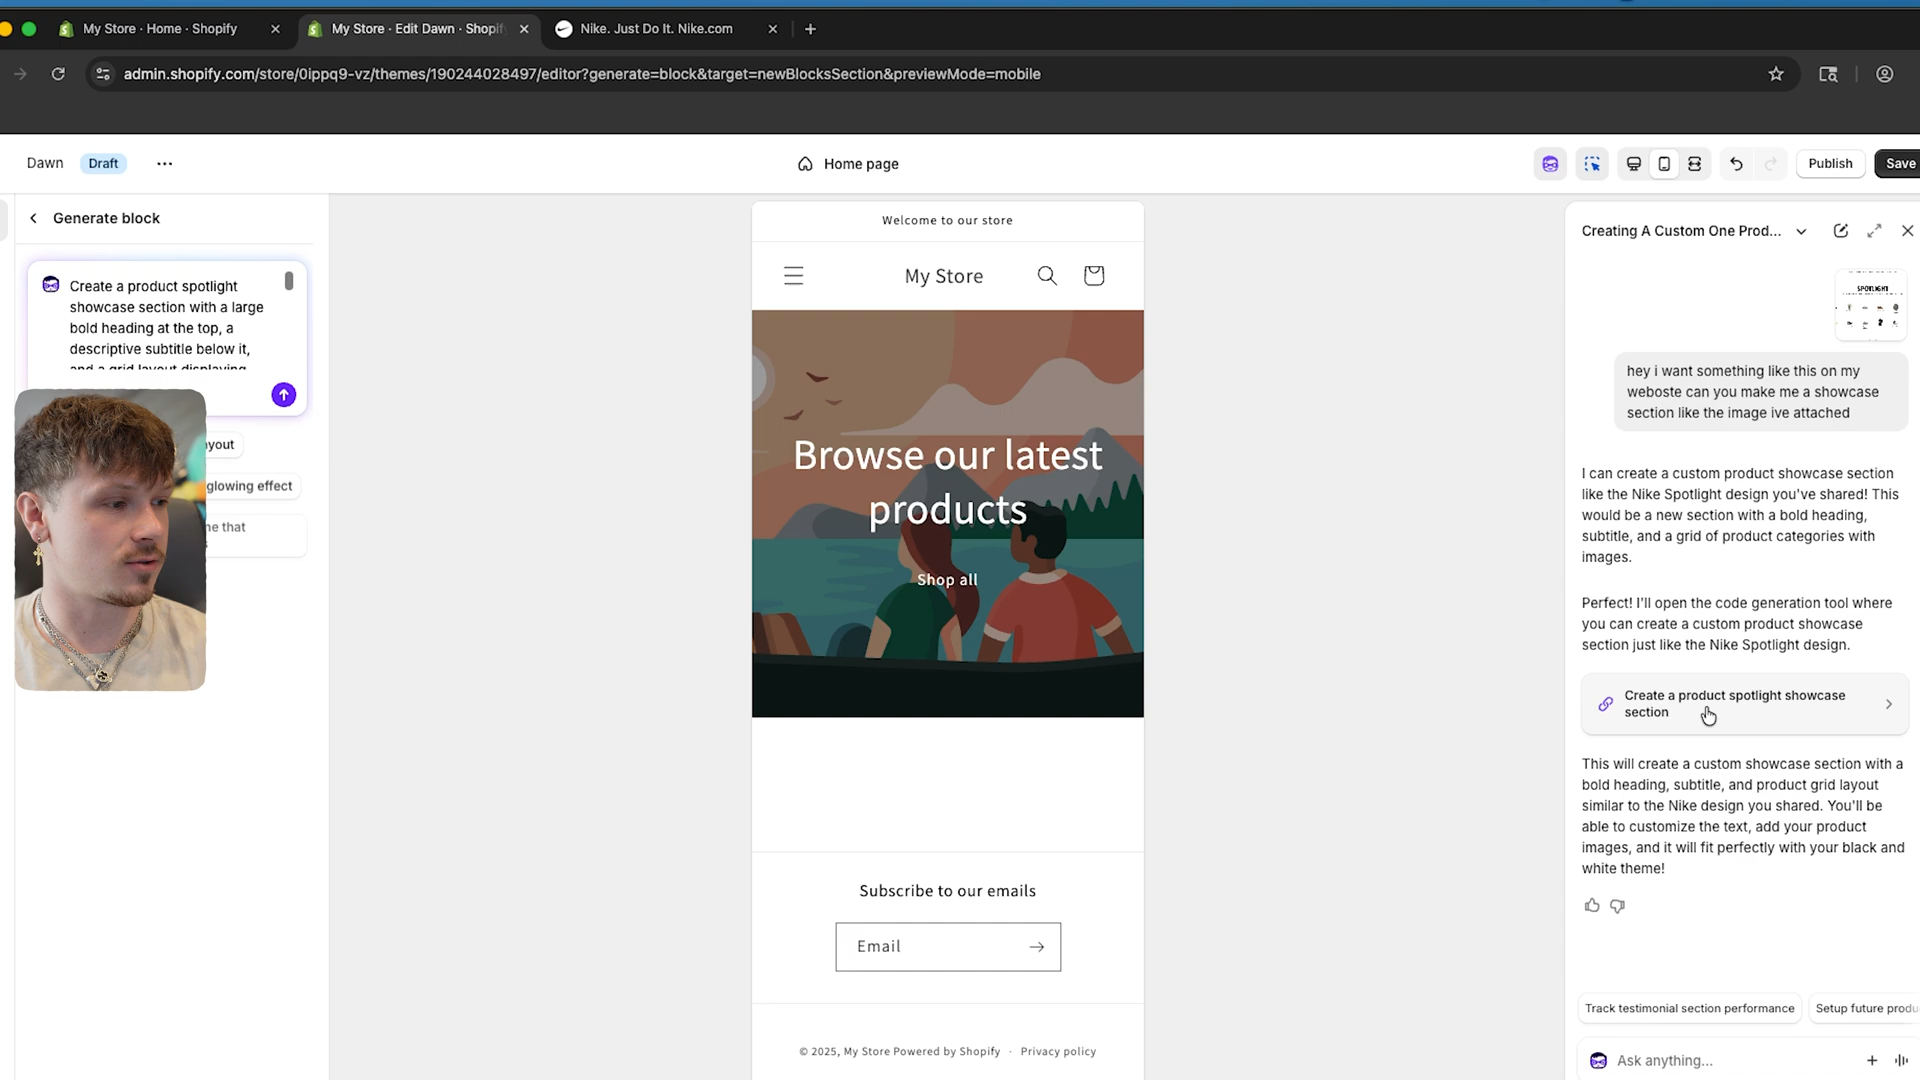 My Store · Home · Shopify
My Store · Edit Dawn · Shopif
Nike. Just Do It. Nike.com
admin.shopify.com/store/0ippq9-vz/themes/190244028497/editor?generate=block&target=newBlocksSection&previewMode=mobile
Dawn
Draft
Home page
Publish
Save
Generate block
Create a product spotlight
showcase section with a large
bold heading at the top, a
descriptive subtitle below it,
and a grid layout displaying
yout
glowing effect
ne that
Welcome to our store
My Store
Browse our latest
products
Shop all
Subscribe to our emails
Email
© 2025, My Store Powered by Shopify · Privacy policy
Creating A Custom One Prod...
SPOTLIGHT
hey i want something like this on my
weboste can you make me a showcase
section like the image ive attached
I can create a custom product showcase section
like the Nike Spotlight design you've shared! This
would be a new section with a bold heading,
subtitle, and a grid of product categories with
images.
Perfect! I'll open the code generation tool where
you can create a custom product showcase
section just like the Nike Spotlight design.
Create a product spotlight showcase
section
This will create a custom showcase section with a
bold heading, subtitle, and product grid layout
similar to the Nike design you shared. You'll be
able to customize the text, add your product
images, and it will fit perfectly with your black and
white theme!
Track testimonial section performance
Setup future produ
Ask anything...